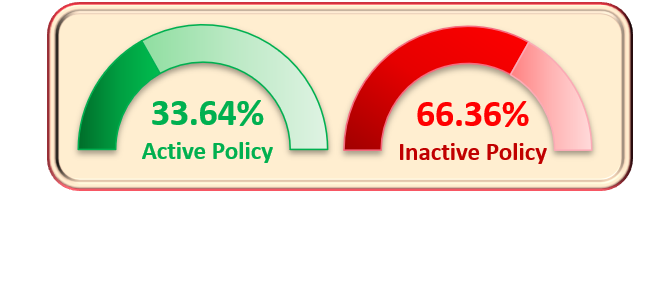 33.64%
Active Policy
66.36%
Inactive Policy